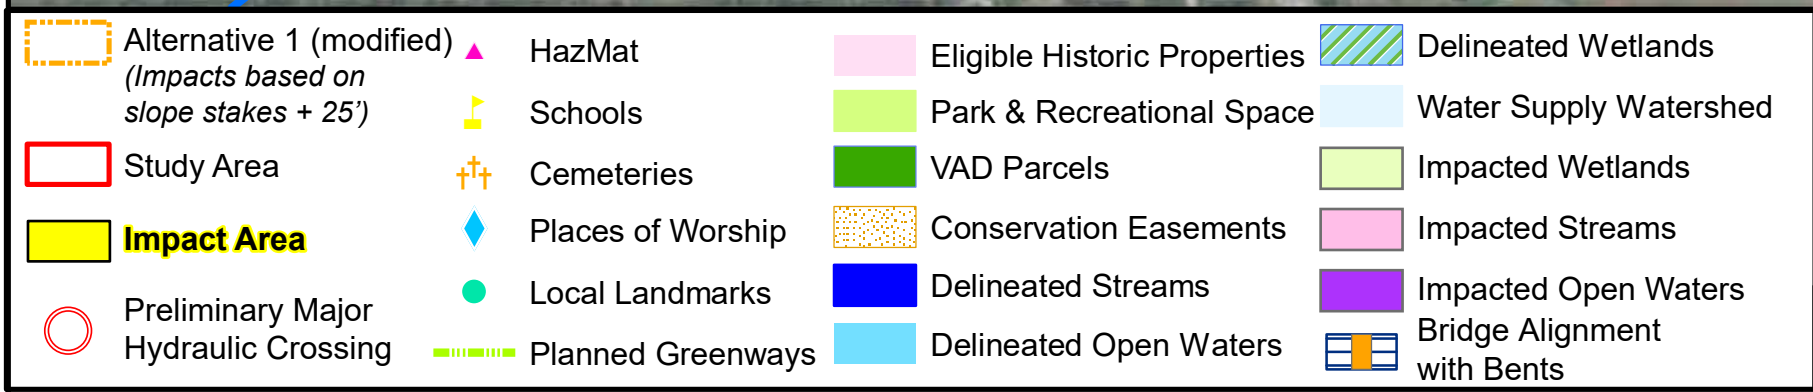 Alternative 1 (modified)
(Impacts based on
slope stakes + 25’)
Study Area
Impact Area
Preliminary Major
Hydraulic Crossing
HazMat
Schools
Cemeteries
Places of Worship
Local Landmarks
Planned Greenways
Eligible Historic Properties
Park & Recreational Space
VAD Parcels
Conservation Easements
Delineated Streams
Delineated Open Waters
Delineated Wetlands
Water Supply Watershed
Impacted Wetlands
Impacted Streams
Impacted Open Waters
Bridge Alignment
with Bents